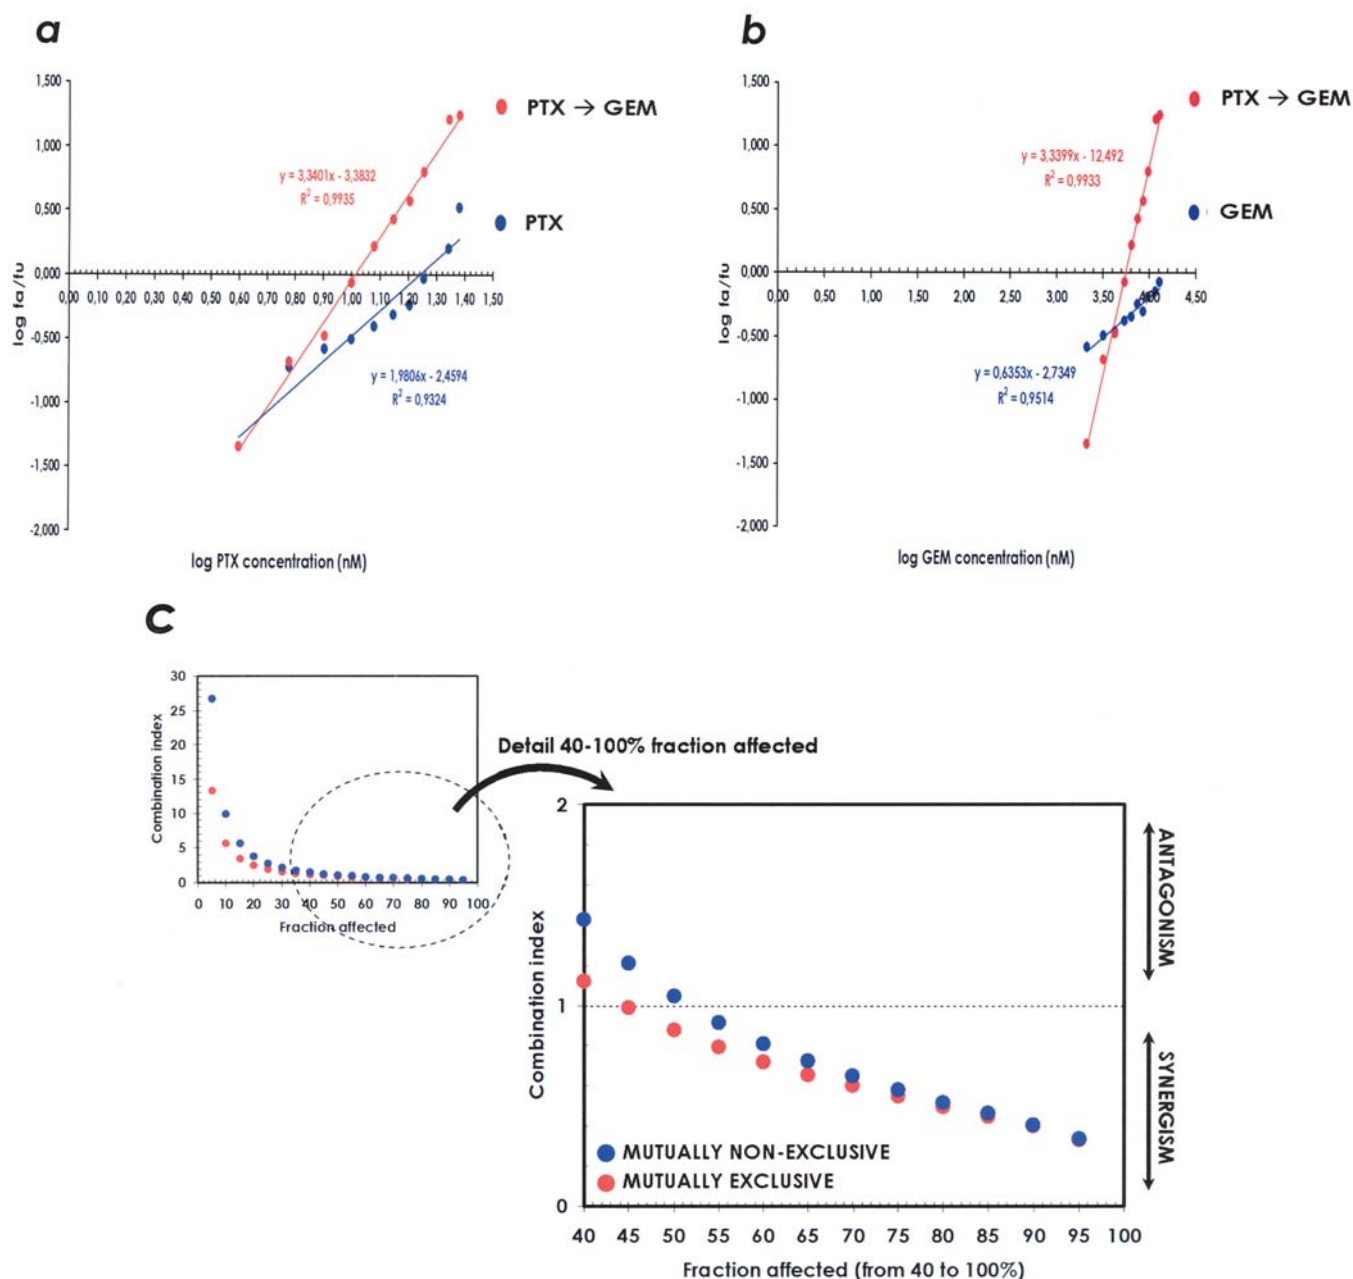 a
1,500
1,000
0,500
0,000
-0,500
-1,000
-1,500
-2,000
0,00 0,10 0,20 0,30 0,40 0,50 0,60 0,70 0,80 0,90 1,00 1,10 1,20 1,30 1,40 1,50
log fa/fu
log PTX concentration (nM)
PTX → GEM
y = 3,3401x - 3,3832
R² = 0,9935
PTX
y = 1,9806x - 2,4594
R² = 0,9324
b
1,500
1,000
0,500
0,000
-0,500
-1,000
-1,500
-2,000
0,00 0,50 1,00 1,50 2,00 2,50 3,00 3,50 4,00 4,50
log fa/fu
log GEM concentration (nM)
PTX → GEM
y = 3,3399x - 12,492
R² = 0,9933
GEM
y = 0,6353x - 2,7349
R² = 0,9514
C
30
25
20
15
10
5
0
0 10 20 30 40 50 60 70 80 90 100
Combination index
Fraction affected
Detail 40-100% fraction affected
2
1
0
Combination index
MUTUALLY NON-EXCLUSIVE
MUTUALLY EXCLUSIVE
40 45 50 55 60 65 70 75 80 85 90 95 100
Fraction affected (from 40 to 100%)
ANTAGONISM
SYNERGISM